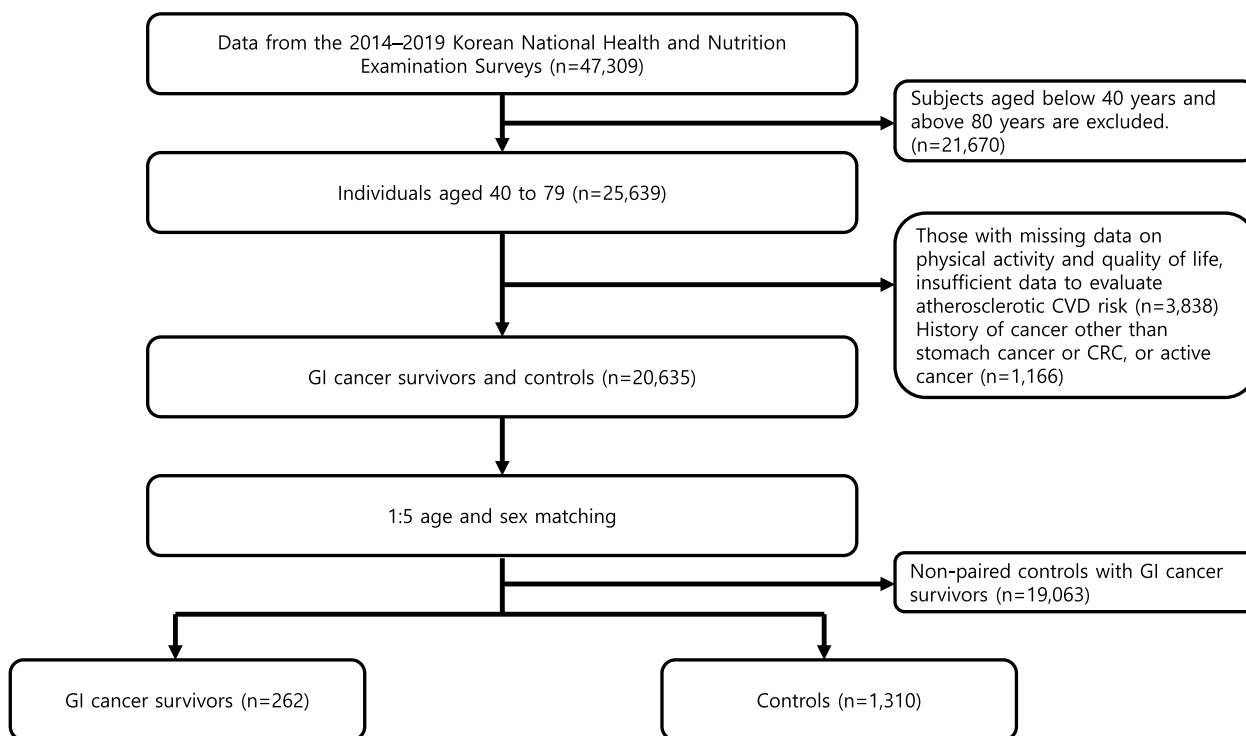 Data from the 2014–2019 Korean National Health and Nutrition
Examination Surveys (n=47,309)
Subjects aged below 40 years and
above 80 years are excluded.
(n=21,670)
Individuals aged 40 to 79 (n=25,639)
Those with missing data on
physical activity and quality of life,
insufficient data to evaluate
atherosclerotic CVD risk (n=3,838)
History of cancer other than
stomach cancer or CRC, or active
cancer (n=1,166)
GI cancer survivors and controls (n=20,635)
1:5 age and sex matching
Non-paired controls with GI cancer
survivors (n=19,063)
GI cancer survivors (n=262)
Controls (n=1,310)